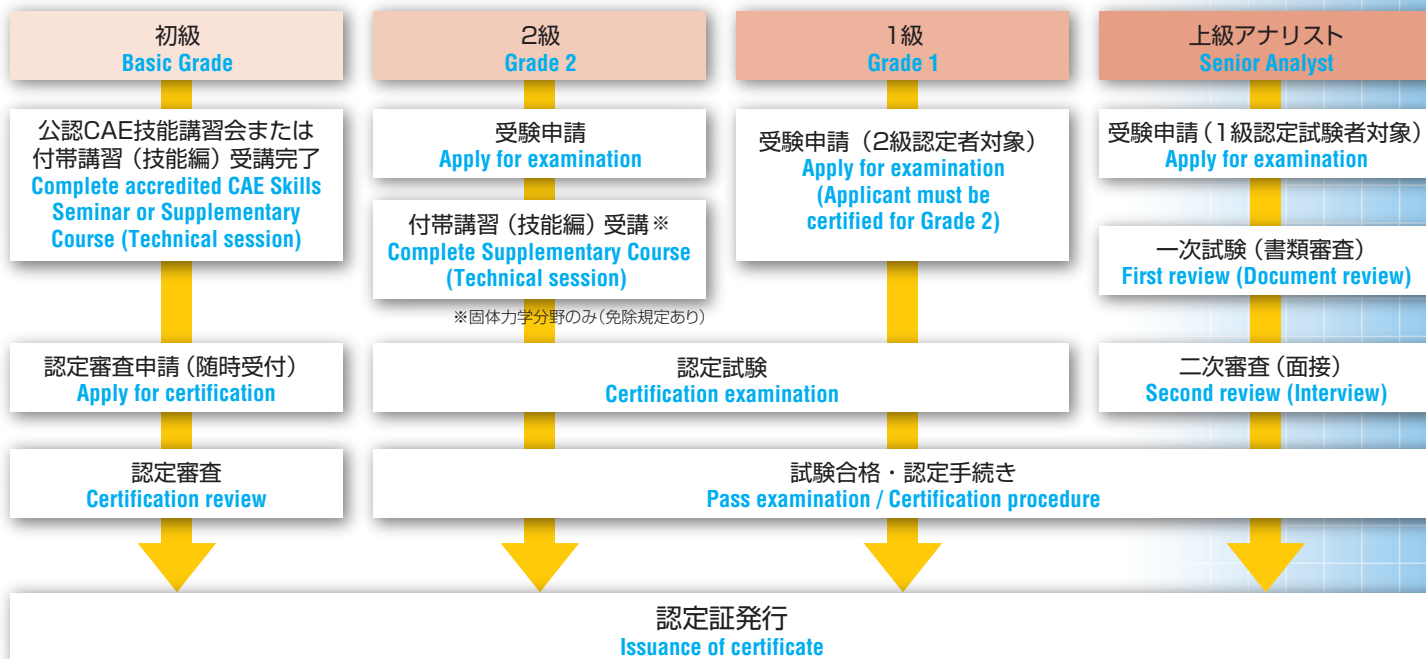 初級
Basic Grade
公認CAE技能講習会または
付帯講習（技能編）受講完了
Complete accredited CAE Skills
Seminar or Supplementary
Course (Technical session)
認定審査申請（随時受付）
Apply for certification
認定審査
Certification review
2級
Grade 2
受験申請
Apply for examination
付帯講習（技能編）受講※
Complete Supplementary Course
(Technical session)
※固体力学分野のみ（免除規定あり）
1級
Grade 1
受験申請（2級認定者対象）
Apply for examination
(Applicant must be
certified for Grade 2)
認定試験
Certification examination
上級アナリスト
Senior Analyst
受験申請（1級認定試験者対象）
Apply for examination
一次試験（書類審査）
First review (Document review)
二次審査（面接）
Second review (Interview)
試験合格・認定手続き
Pass examination / Certification procedure
認定証発行
Issuance of certificate